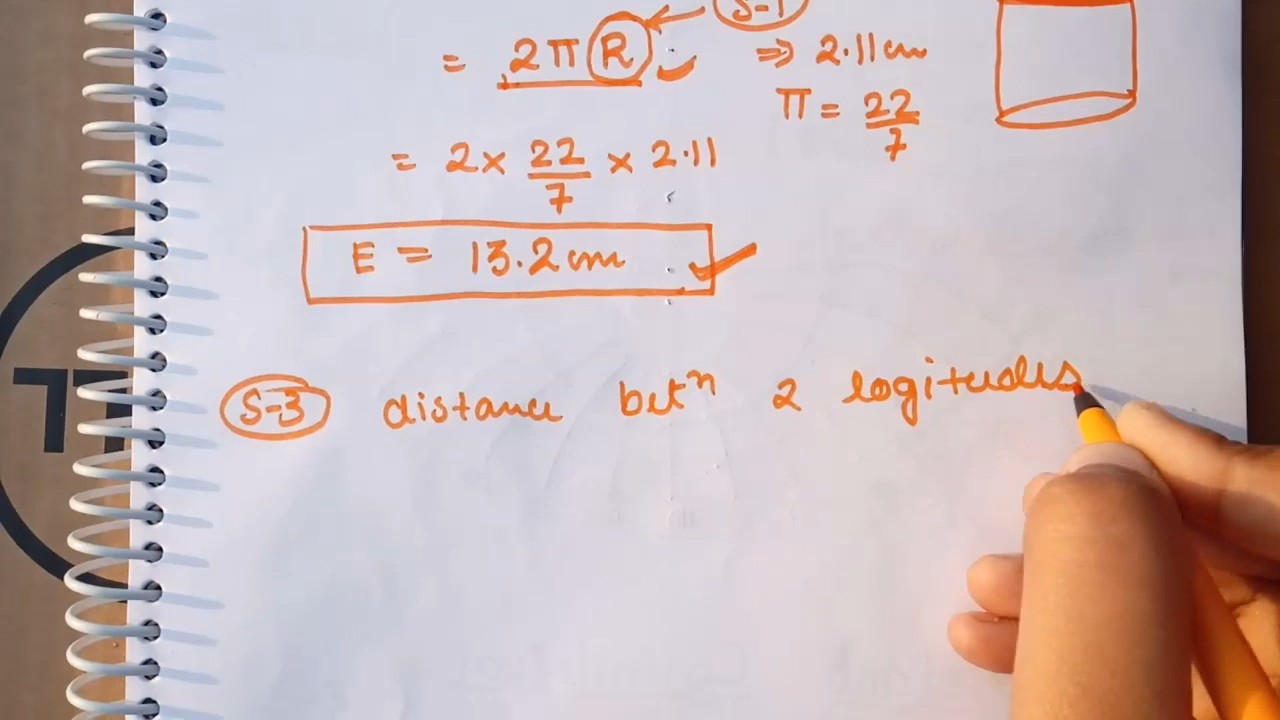 S-1
= 2π R ⇒ 2.11 cm
π = 22/7
= 2 × 22/7 × 2.11
E = 13.2 cm
S-3 distance betⁿ 2 logitudes